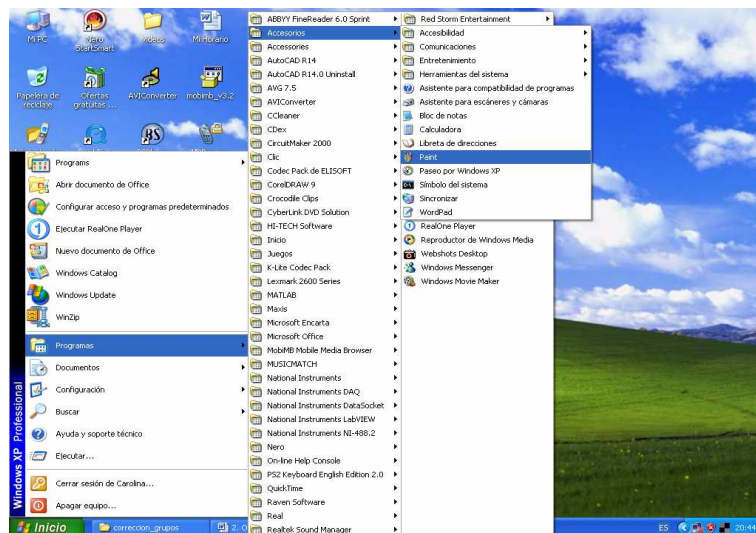 Mi PC
Nero StartSmart
videos
Mi Horario
Papelera de reciclaje
Ofertas gratuitas ...
AVIConverter
mobimb_v3.2
Programs
Abrir documento de Office
Configurar acceso y programas predeterminados
Ejecutar RealOne Player
Nuevo documento de Office
Windows Catalog
Windows Update
WinZip
Programas
Documentos
Configuración
Buscar
Ayuda y soporte técnico
Ejecutar...
Cerrar sesión de Carolina...
Apagar equipo...
Windows XP Professional
ABBYY FineReader 6.0 Sprint
Accesorios
Accessories
AutoCAD R14
AutoCAD R14.0 Uninstall
AVG 7.5
AVIConverter
CCleaner
CDex
CircuitMaker 2000
Clic
Codec Pack de ELISOFT
CorelDRAW 9
Crocodile Clips
CyberLink DVD Solution
HI-TECH Software
Inicio
Juegos
K-Lite Codec Pack
Lexmark 2600 Series
MATLAB
Maxis
Microsoft Encarta
Microsoft Office
MobiMB Mobile Media Browser
MUSICMATCH
National Instruments
National Instruments DAQ
National Instruments DataSocket
National Instruments LabVIEW
National Instruments NI-488.2
Nero
On-line Help Console
PS2 Keyboard English Edition 2.0
QuickTime
Raven Software
Real
Realtek Sound Manager
Red Storm Entertainment
Accesibilidad
Comunicaciones
Entretenimiento
Herramientas del sistema
Asistente para compatibilidad de programas
Asistente para escáneres y cámaras
Bloc de notas
Calculadora
Libreta de direcciones
Paint
Paseo por Windows XP
Símbolo del sistema
Sincronizar
WordPad
RealOne Player
Reproductor de Windows Media
Webshots Desktop
Windows Messenger
Windows Movie Maker
Inicio
correccion_grupos
2. O
ES
20:44